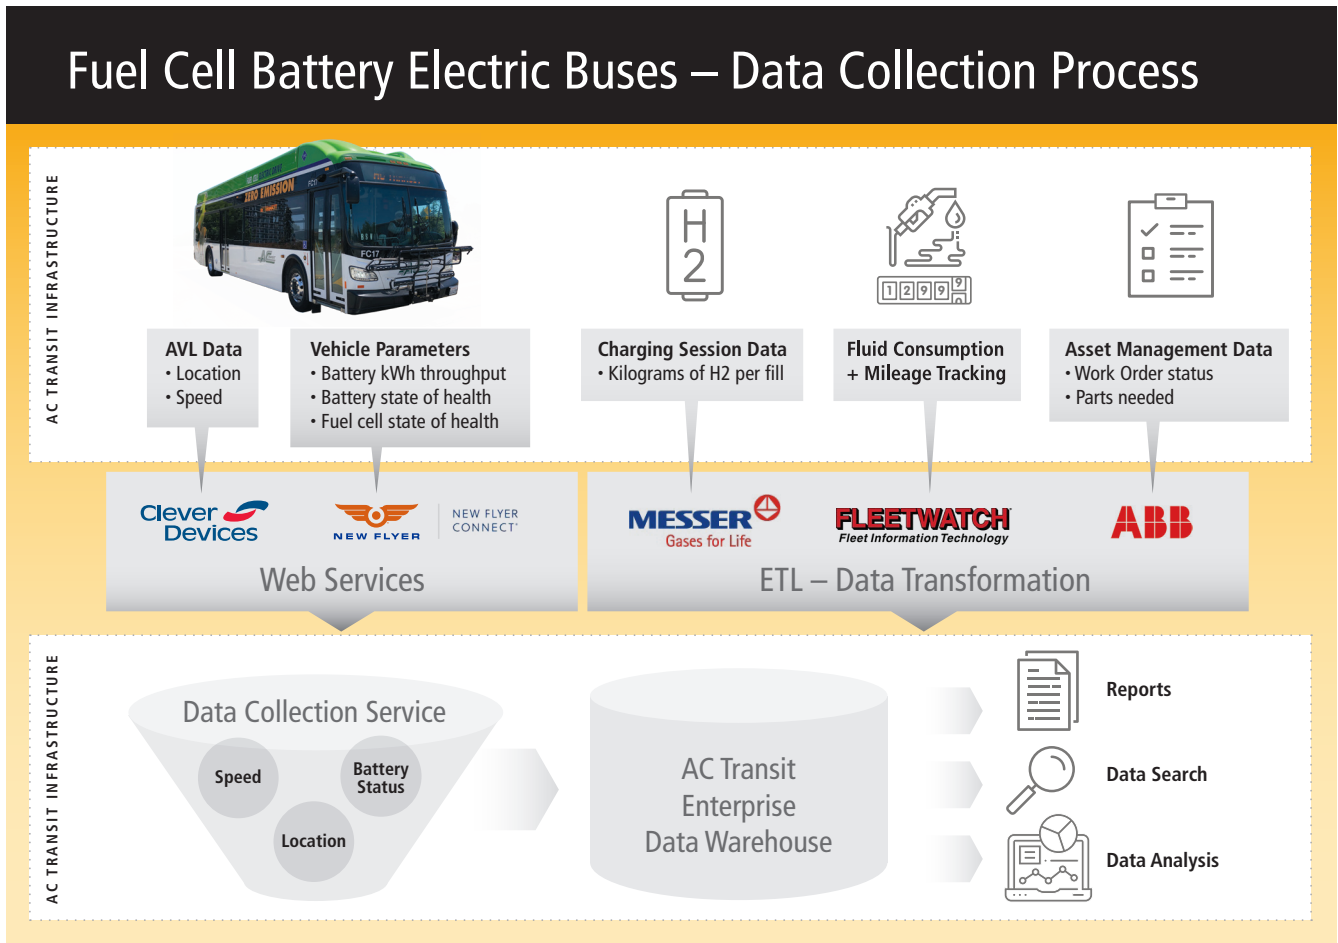 Fuel Cell Battery Electric Buses – Data Collection Process
AC TRANSIT INFRASTRUCTURE
ZERO EMISSION
FC17
H
2
1 2 9 9 9
0
AVL Data
• Location
• Speed
Vehicle Parameters
• Battery kWh throughput
• Battery state of health
• Fuel cell state of health
Charging Session Data
• Kilograms of H2 per fill
Fluid Consumption
+ Mileage Tracking
Asset Management Data
• Work Order status
• Parts needed
Clever
Devices
NEW FLYER
NEW FLYER
CONNECT
Web Services
MESSER
Gases for Life
FLEETWATCH
Fleet Information Technology
ABB
ETL – Data Transformation
AC TRANSIT INFRASTRUCTURE
Data Collection Service
Speed
Battery
Status
Location
AC Transit
Enterprise
Data Warehouse
Reports
Data Search
Data Analysis